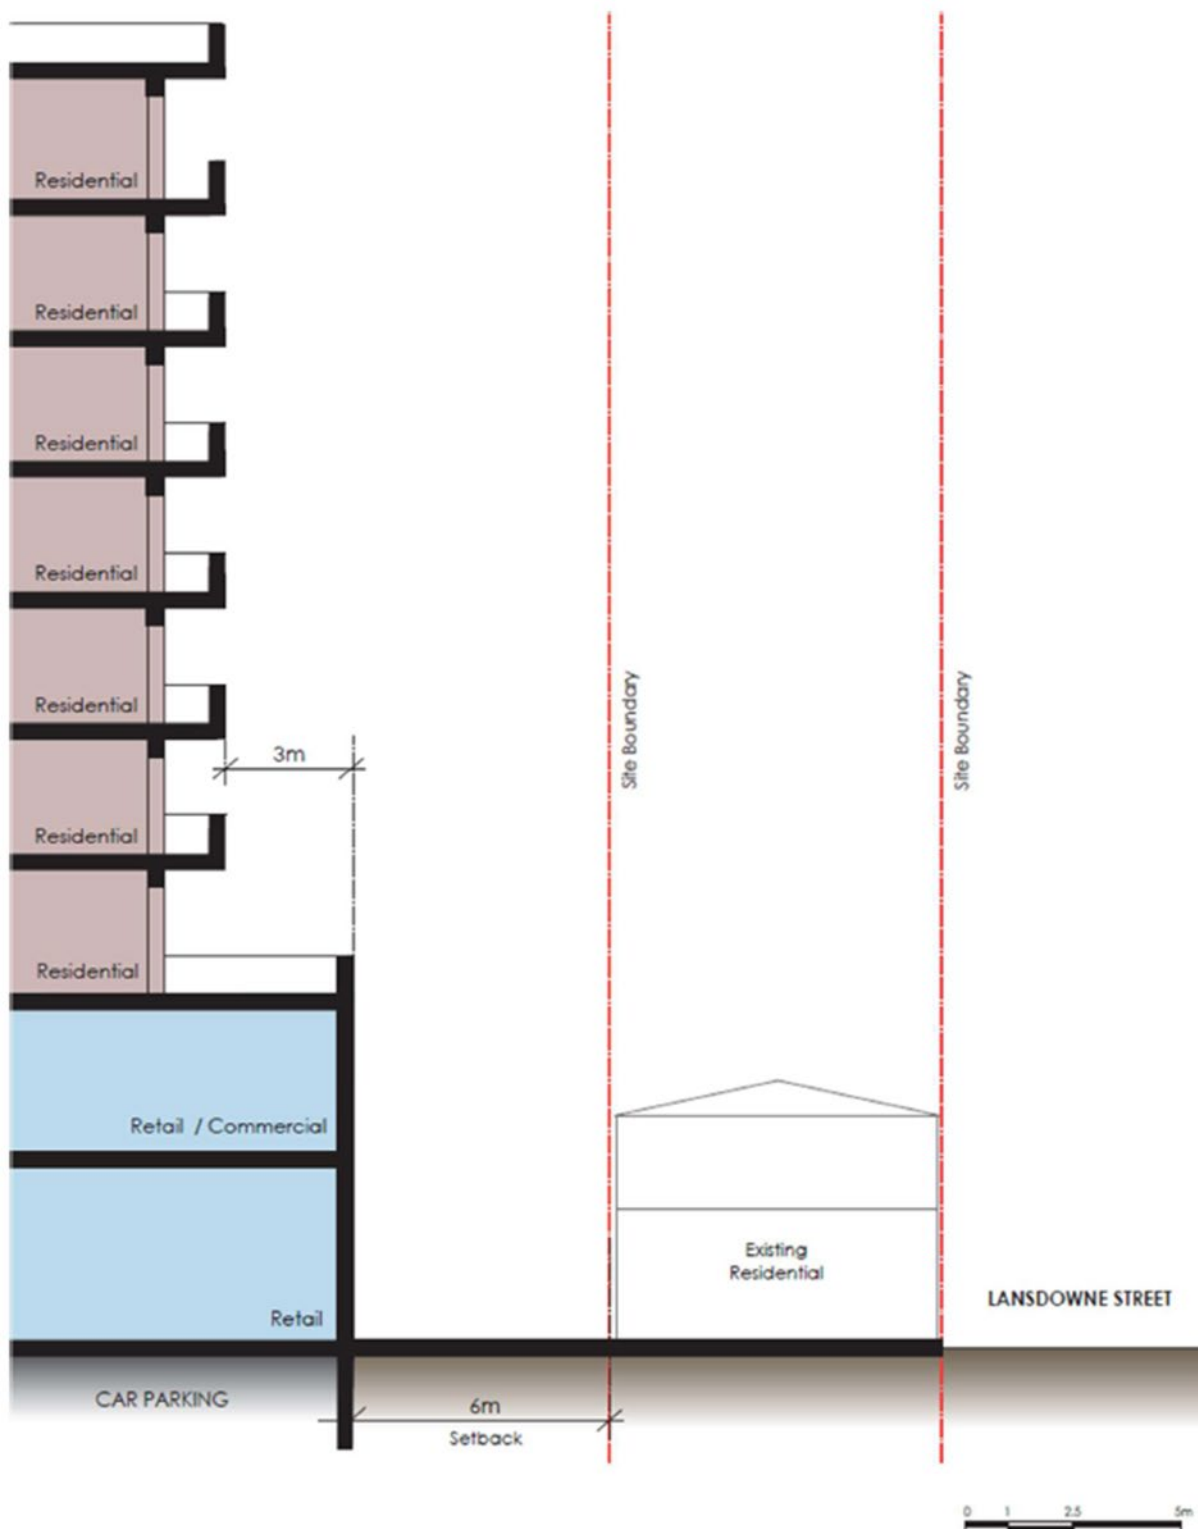 Residential
Residential
Residential
Residential
Residential
3m
Site Boundary
Site Boundary
Residential
Residential
Retail / Commercial
Existing
Residential
LANSDOWNE STREET
Retail
CAR PARKING
6m
Setback
0 1 2.5 5m